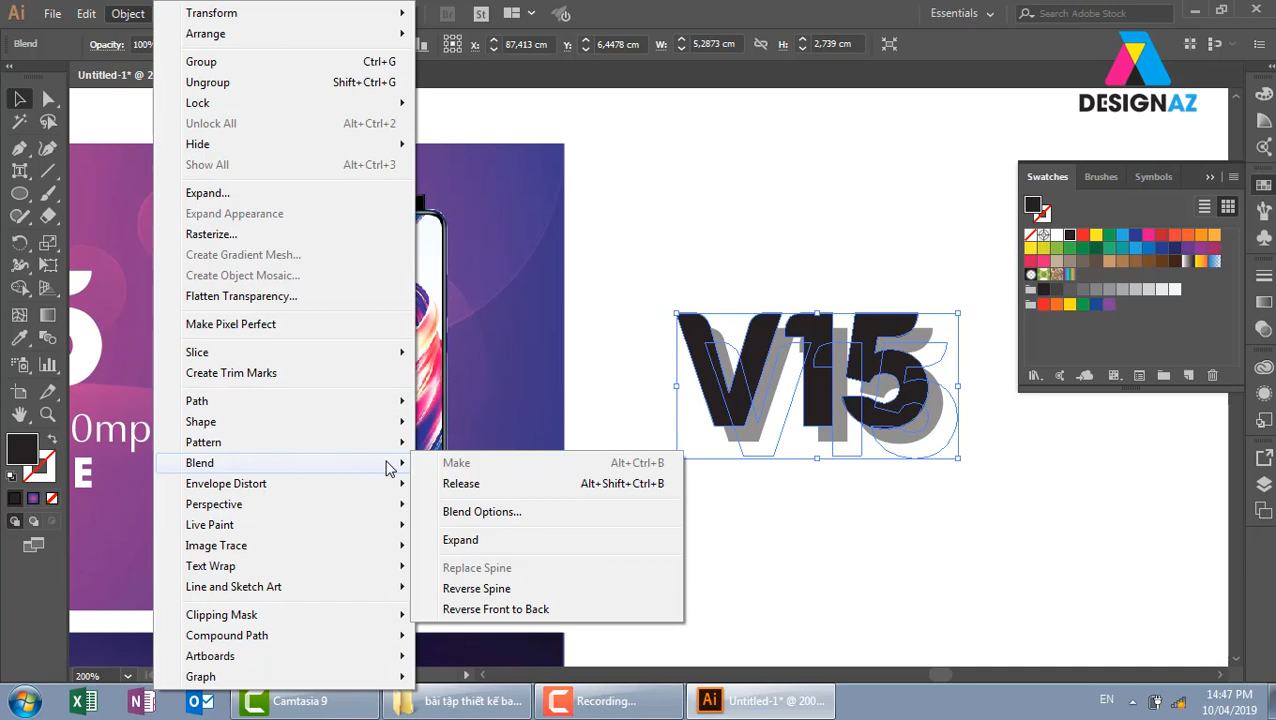 Ai File Edit Object Br St Essentials Search Adobe Stock
Blend Opacity: 100% X: 87,413 cm Y: 6,4478 cm W: 5,2873 cm H: 2,739 cm
Untitled-1* @ 20
DESIGNAZ
Transform
Arrange
Group Ctrl+G
Ungroup Shift+Ctrl+G
Lock
Unlock All Alt+Ctrl+2
Hide
Show All Alt+Ctrl+3
Expand...
Expand Appearance
Rasterize...
Create Gradient Mesh...
Create Object Mosaic...
Flatten Transparency...
Make Pixel Perfect
Slice
Create Trim Marks
Path
Shape
Pattern
Blend
Envelope Distort
Perspective
Live Paint
Image Trace
Text Wrap
Line and Sketch Art
Clipping Mask
Compound Path
Artboards
Graph
Make Alt+Ctrl+B
Release Alt+Shift+Ctrl+B
Blend Options...
Expand
Replace Spine
Reverse Spine
Reverse Front to Back
Swatches Brushes Symbols
V15
5
0mp
E
200%
Camtasia 9 bài tập thiết kế ba... Recording... Untitled-1* @ 200... EN 14:47 PM
10/04/2019